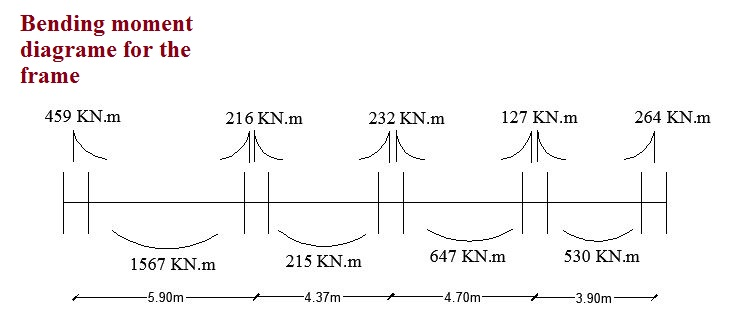 Bending moment
diagrame for the
frame
459 KN.m
216 KN.m
232 KN.m
127 KN.m
264 KN.m
1567 KN.m
215 KN.m
647 KN.m
530 KN.m
5.90m
4.37m
4.70m
3.90m